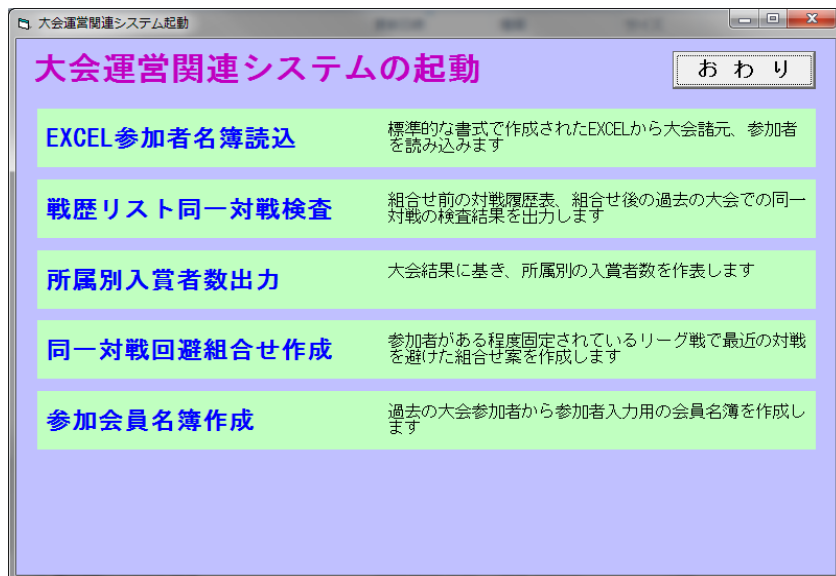 大会運営関連システム起動
大会運営関連システムの起動
おわり
EXCEL参加者名簿読込
標準的な書式で作成されたEXCELから大会諸元、参加者
を読み込みます
戦歴リスト同一対戦検査
組合せ前の対戦履歴表、組合せ後の過去の大会での同一
対戦の検査結果を出力します
所属別入賞者数出力
大会結果に基き、所属別の入賞者数を作表します
同一対戦回避組合せ作成
参加者がある程度固定されているリーグ戦で最近の対戦
を避けた組合せ案を作成します
参加会員名簿作成
過去の大会参加者から参加者入力用の会員名簿を作成し
ます